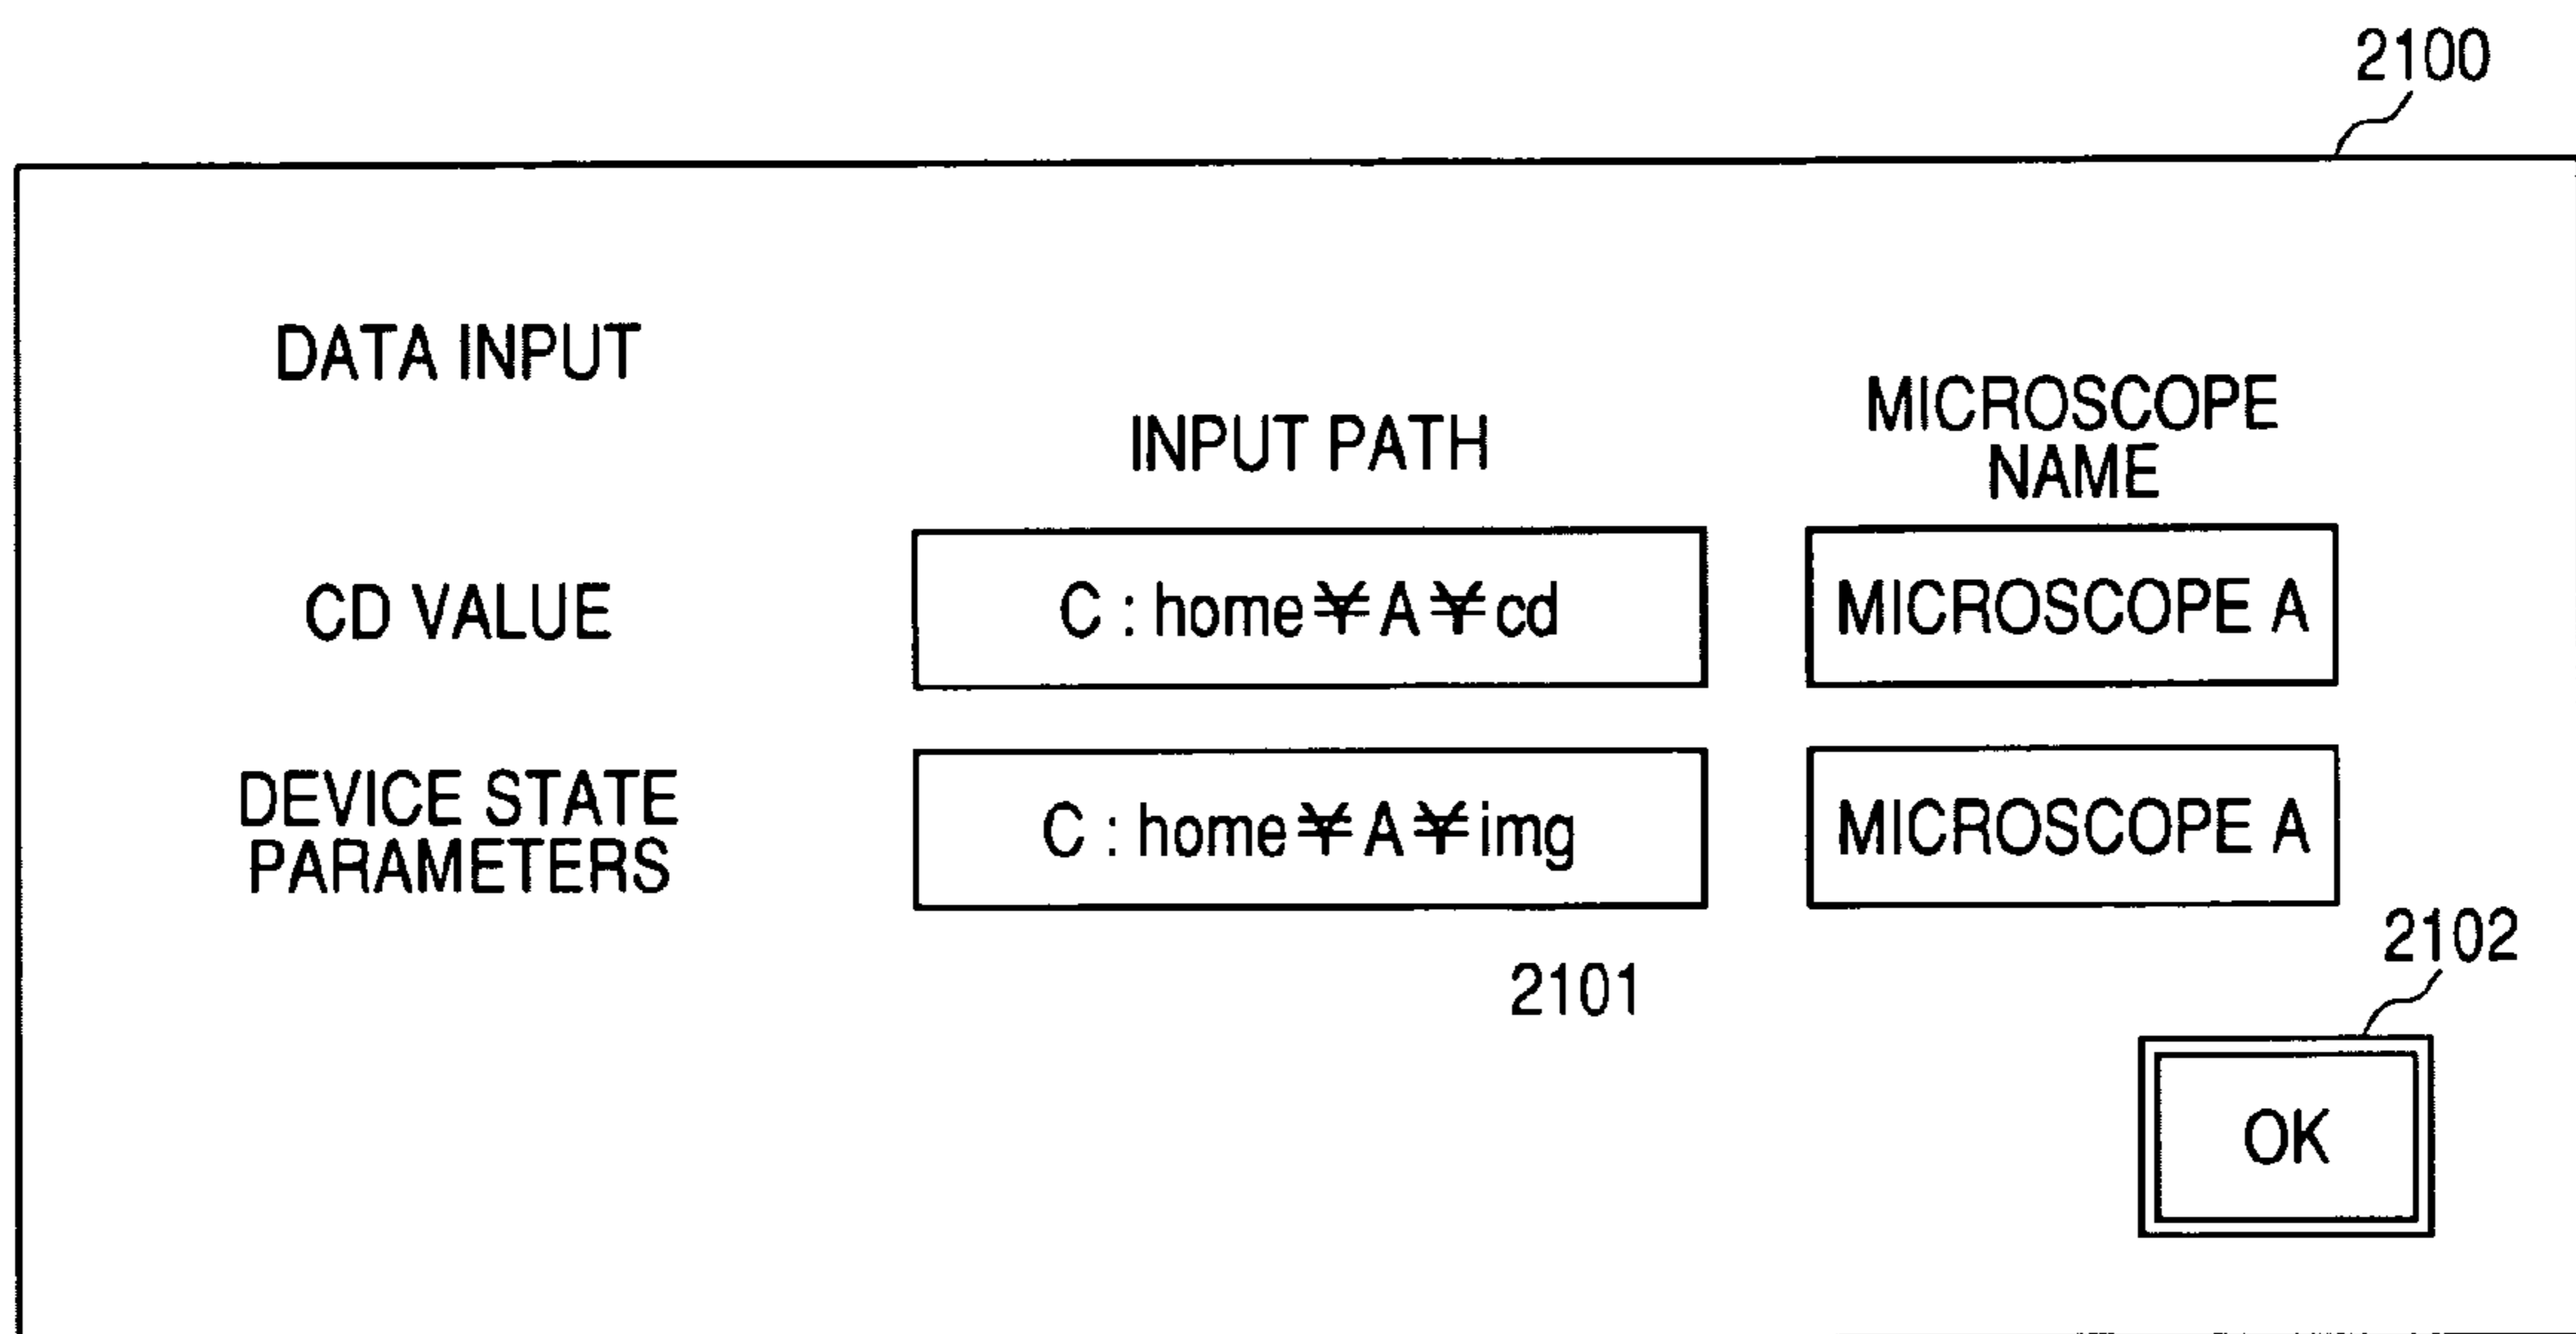 2100
DATA INPUT
INPUT PATH
MICROSCOPE
NAME
CD VALUE
C : home¥A¥cd
MICROSCOPE A
DEVICE STATE
PARAMETERS
C : home¥A¥img
MICROSCOPE A
2101
2102
OK